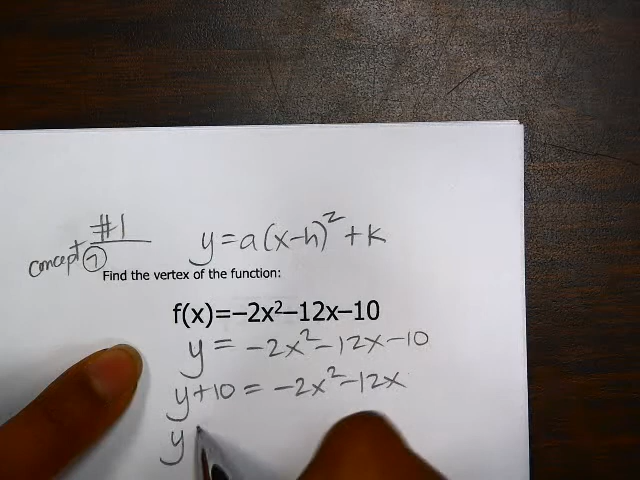 #1
y=a(x-h)²+k
concept 7
Find the vertex of the function:
f(x)=–2x²–12x–10
y = -2x²-12x-10
y+10 = -2x²-12x
y